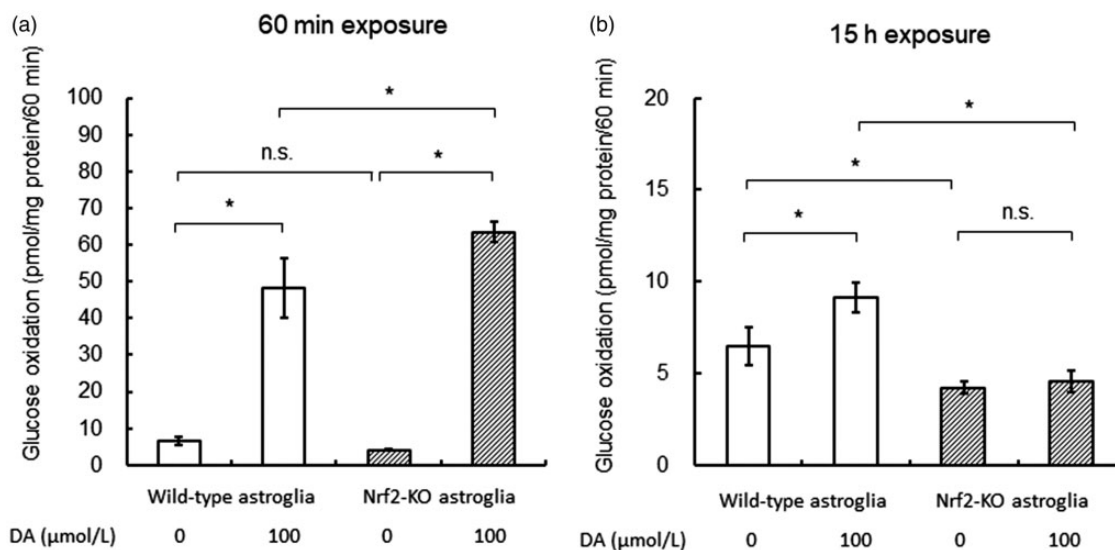 (a)
60 min exposure
Glucose oxidation (pmol/mg protein/60 min)
100
90
80
70
60
50
40
30
20
10
0
*
n.s.
*
*
Wild-type astroglia Nrf2-KO astroglia
DA (μmol/L) 0 100 0 100
(b)
15 h exposure
Glucose oxidation (pmol/mg protein/60 min)
20
15
10
5
0
*
*
*
n.s.
Wild-type astroglia Nrf2-KO astroglia
DA (μmol/L) 0 100 0 100